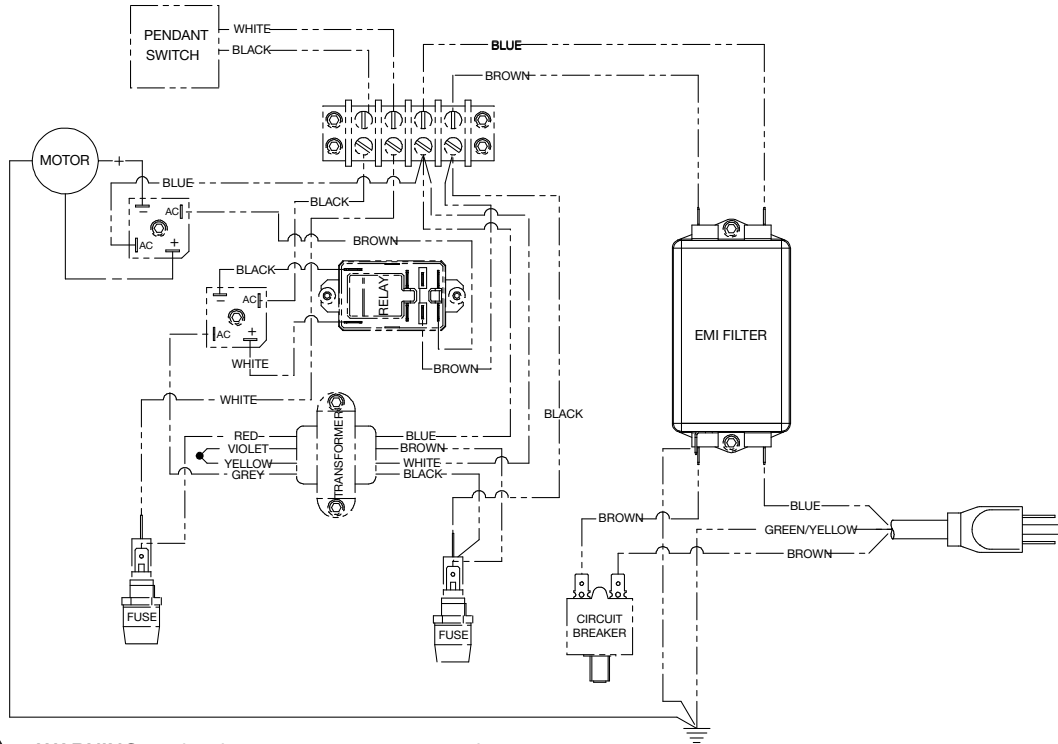 PENDANT
SWITCH
WHITE
BLACK
BLUE
BROWN
MOTOR
+
BLUE
BLACK
−
AC
AC
+
BROWN
BLACK
−
AC
AC
+
RELAY
WHITE
BROWN
EMI FILTER
WHITE
BLACK
RED
VIOLET
YELLOW
GREY
TRANSFORMER
BLUE
BROWN
WHITE
BLACK
BLUE
BROWN
GREEN/YELLOW
BROWN
FUSE
FUSE
CIRCUIT
BREAKER